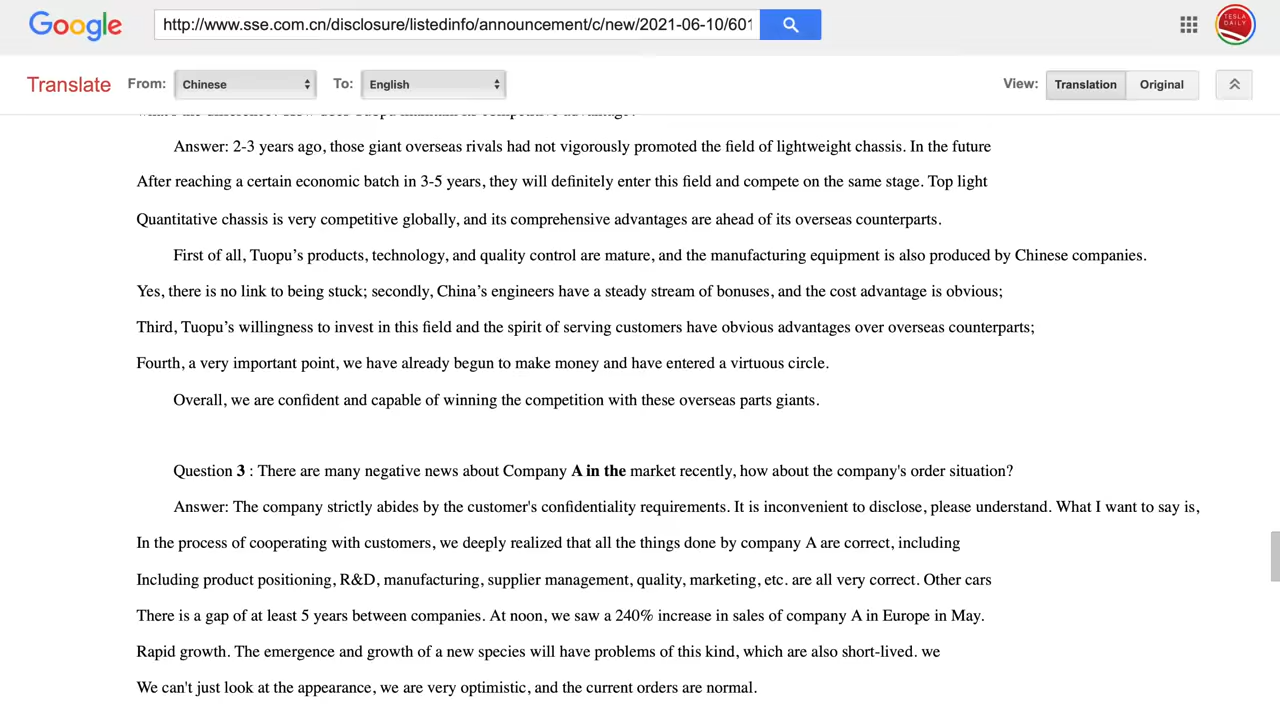 Google
http://www.sse.com.cn/disclosure/listedinfo/announcement/c/new/2021-06-10/601
TESLA
DAILY
Translate From: Chinese To: English View: Translation Original
what's the difference? How does Tuopu maintain its competitive advantage?
Answer: 2-3 years ago, those giant overseas rivals had not vigorously promoted the field of lightweight chassis. In the future
After reaching a certain economic batch in 3-5 years, they will definitely enter this field and compete on the same stage. Top light
Quantitative chassis is very competitive globally, and its comprehensive advantages are ahead of its overseas counterparts.
First of all, Tuopu’s products, technology, and quality control are mature, and the manufacturing equipment is also produced by Chinese companies.
Yes, there is no link to being stuck; secondly, China’s engineers have a steady stream of bonuses, and the cost advantage is obvious;
Third, Tuopu’s willingness to invest in this field and the spirit of serving customers have obvious advantages over overseas counterparts;
Fourth, a very important point, we have already begun to make money and have entered a virtuous circle.
Overall, we are confident and capable of winning the competition with these overseas parts giants.
Question 3 : There are many negative news about Company A in the market recently, how about the company's order situation?
Answer: The company strictly abides by the customer's confidentiality requirements. It is inconvenient to disclose, please understand. What I want to say is,
In the process of cooperating with customers, we deeply realized that all the things done by company A are correct, including
Including product positioning, R&D, manufacturing, supplier management, quality, marketing, etc. are all very correct. Other cars
There is a gap of at least 5 years between companies. At noon, we saw a 240% increase in sales of company A in Europe in May.
Rapid growth. The emergence and growth of a new species will have problems of this kind, which are also short-lived. we
We can't just look at the appearance, we are very optimistic, and the current orders are normal.